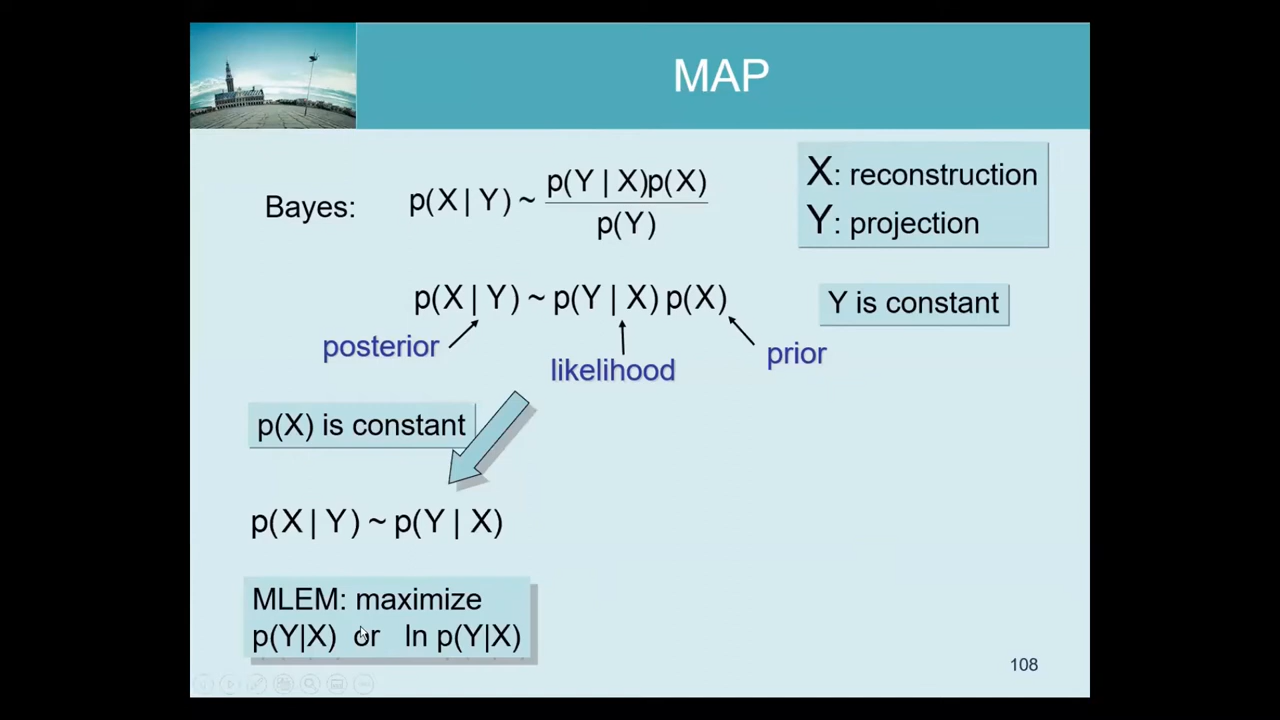 MAP
Bayes: p(X | Y) ~ p(Y | X)p(X) / p(Y)
X: reconstruction
Y: projection
p(X | Y) ~ p(Y | X) p(X)
Y is constant
posterior
likelihood
prior
p(X) is constant
p(X | Y) ~ p(Y | X)
MLEM: maximize
p(Y|X) or ln p(Y|X)
108